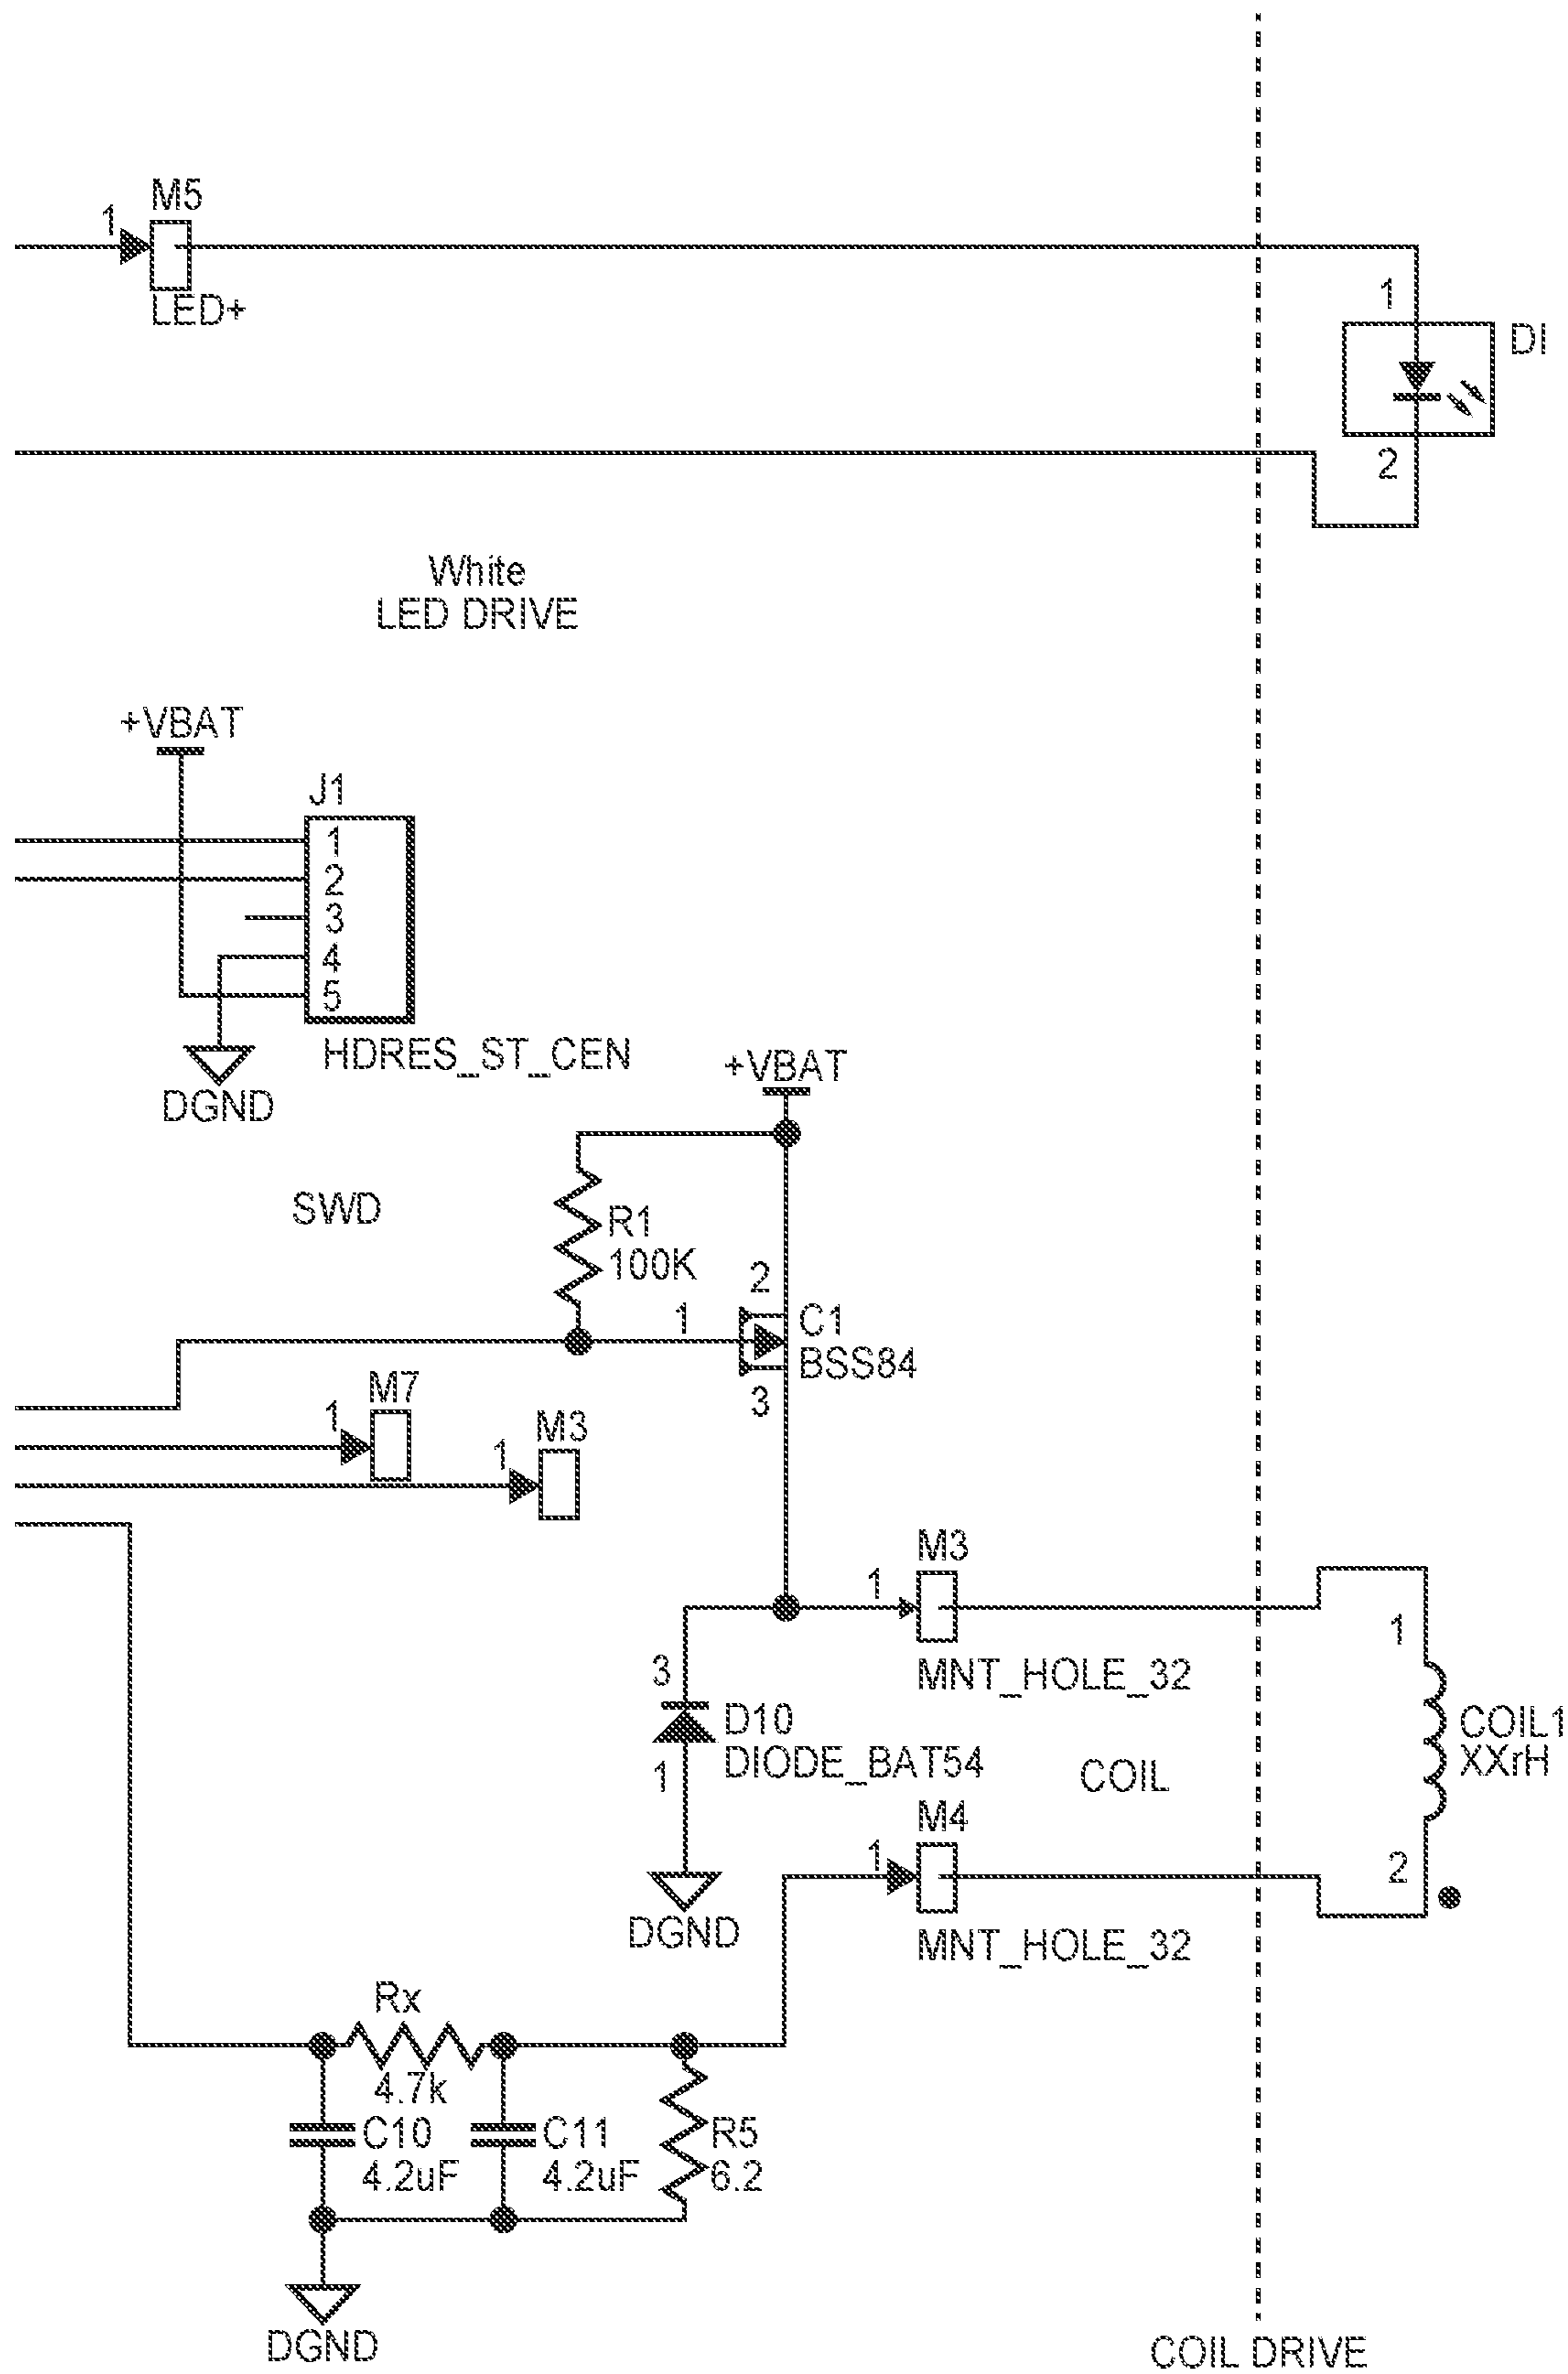 M5
1
LED+
1
DI
2
White
LED DRIVE
+VBAT
J1
1
2
3
4
5
HDRES_ST_CEN
DGND
+VBAT
SWD
R1
100K
2
1
C1
BSS84
3
M7
1
M3
1
M3
1
MNT_HOLE_32
1
3
D10
DIODE_BAT54
1
COIL
COIL1
XXrH
M4
1
2
DGND
MNT_HOLE_32
Rx
4.7k
C10
4.2uF
C11
4.2uF
R5
6.2
DGND
COIL DRIVE